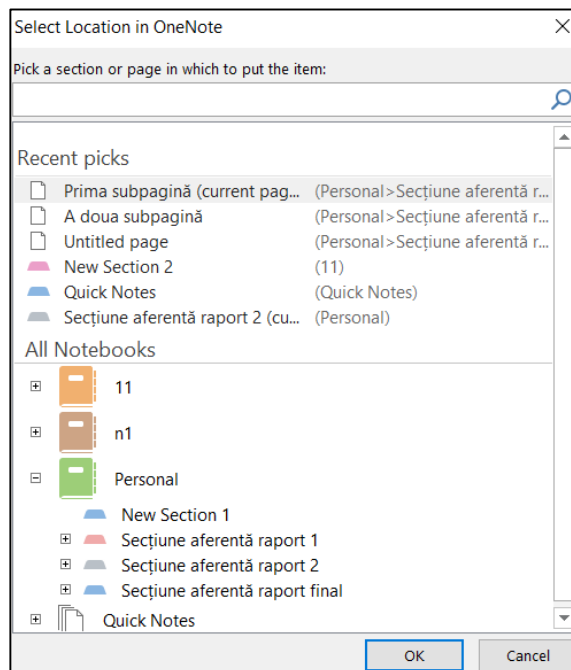 Select Location in OneNote
Pick a section or page in which to put the item:
Recent picks
Prima subpagină (current pag... (Personal>Secțiune aferentă r...
A doua subpagină (Personal>Secțiune aferentă r...
Untitled page (Personal>Secțiune aferentă r...
New Section 2 (11)
Quick Notes (Quick Notes)
Secțiune aferentă raport 2 (cu... (Personal)
All Notebooks
11
n1
Personal
New Section 1
Secțiune aferentă raport 1
Secțiune aferentă raport 2
Secțiune aferentă raport final
Quick Notes
OK Cancel